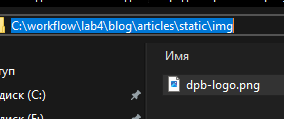 C:\workflow\lab4\blog\articles\static\img
Имя
туп
dpb-logo.png
диск (C:)
диск (F:)